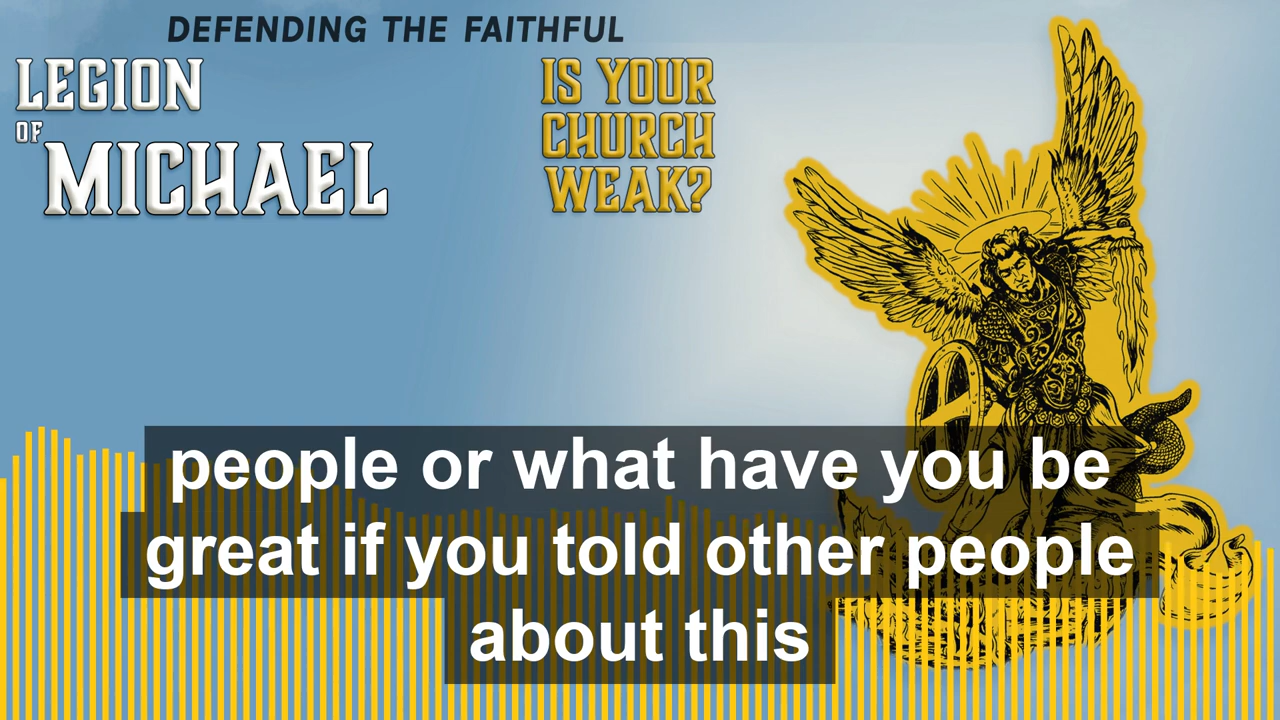 DEFENDING THE FAITHFUL
LEGION
OF
MICHAEL
IS YOUR
CHURCH
WEAK?
people or what have you be
great if you told other people
about this